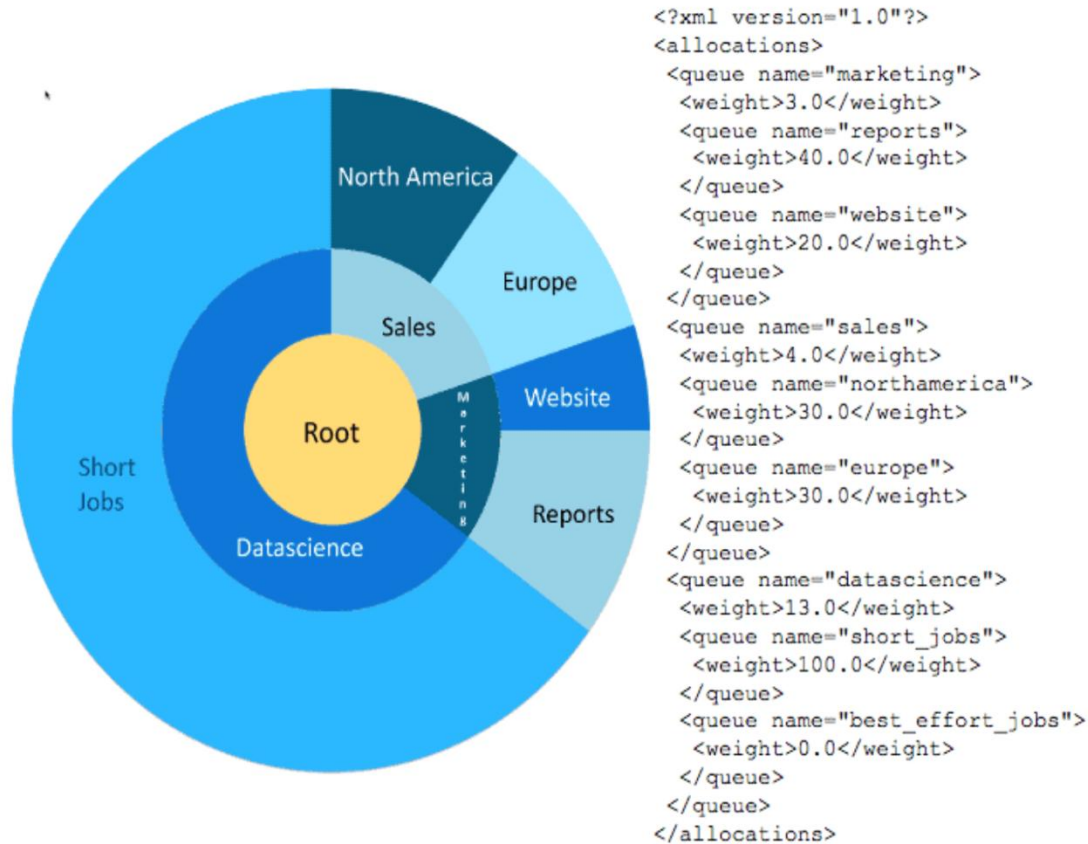 North America
Europe
Sales
Website
Marketing
Root
Short
Jobs
Reports
Datascience
<?xml version="1.0"?>
<allocations>
 <queue name="marketing">
  <weight>3.0</weight>
  <queue name="reports">
   <weight>40.0</weight>
  </queue>
  <queue name="website">
   <weight>20.0</weight>
  </queue>
 </queue>
 <queue name="sales">
  <weight>4.0</weight>
  <queue name="northamerica">
   <weight>30.0</weight>
  </queue>
  <queue name="europe">
   <weight>30.0</weight>
  </queue>
 </queue>
 <queue name="datascience">
  <weight>13.0</weight>
  <queue name="short_jobs">
   <weight>100.0</weight>
  </queue>
  <queue name="best_effort_jobs">
   <weight>0.0</weight>
  </queue>
 </queue>
</allocations>